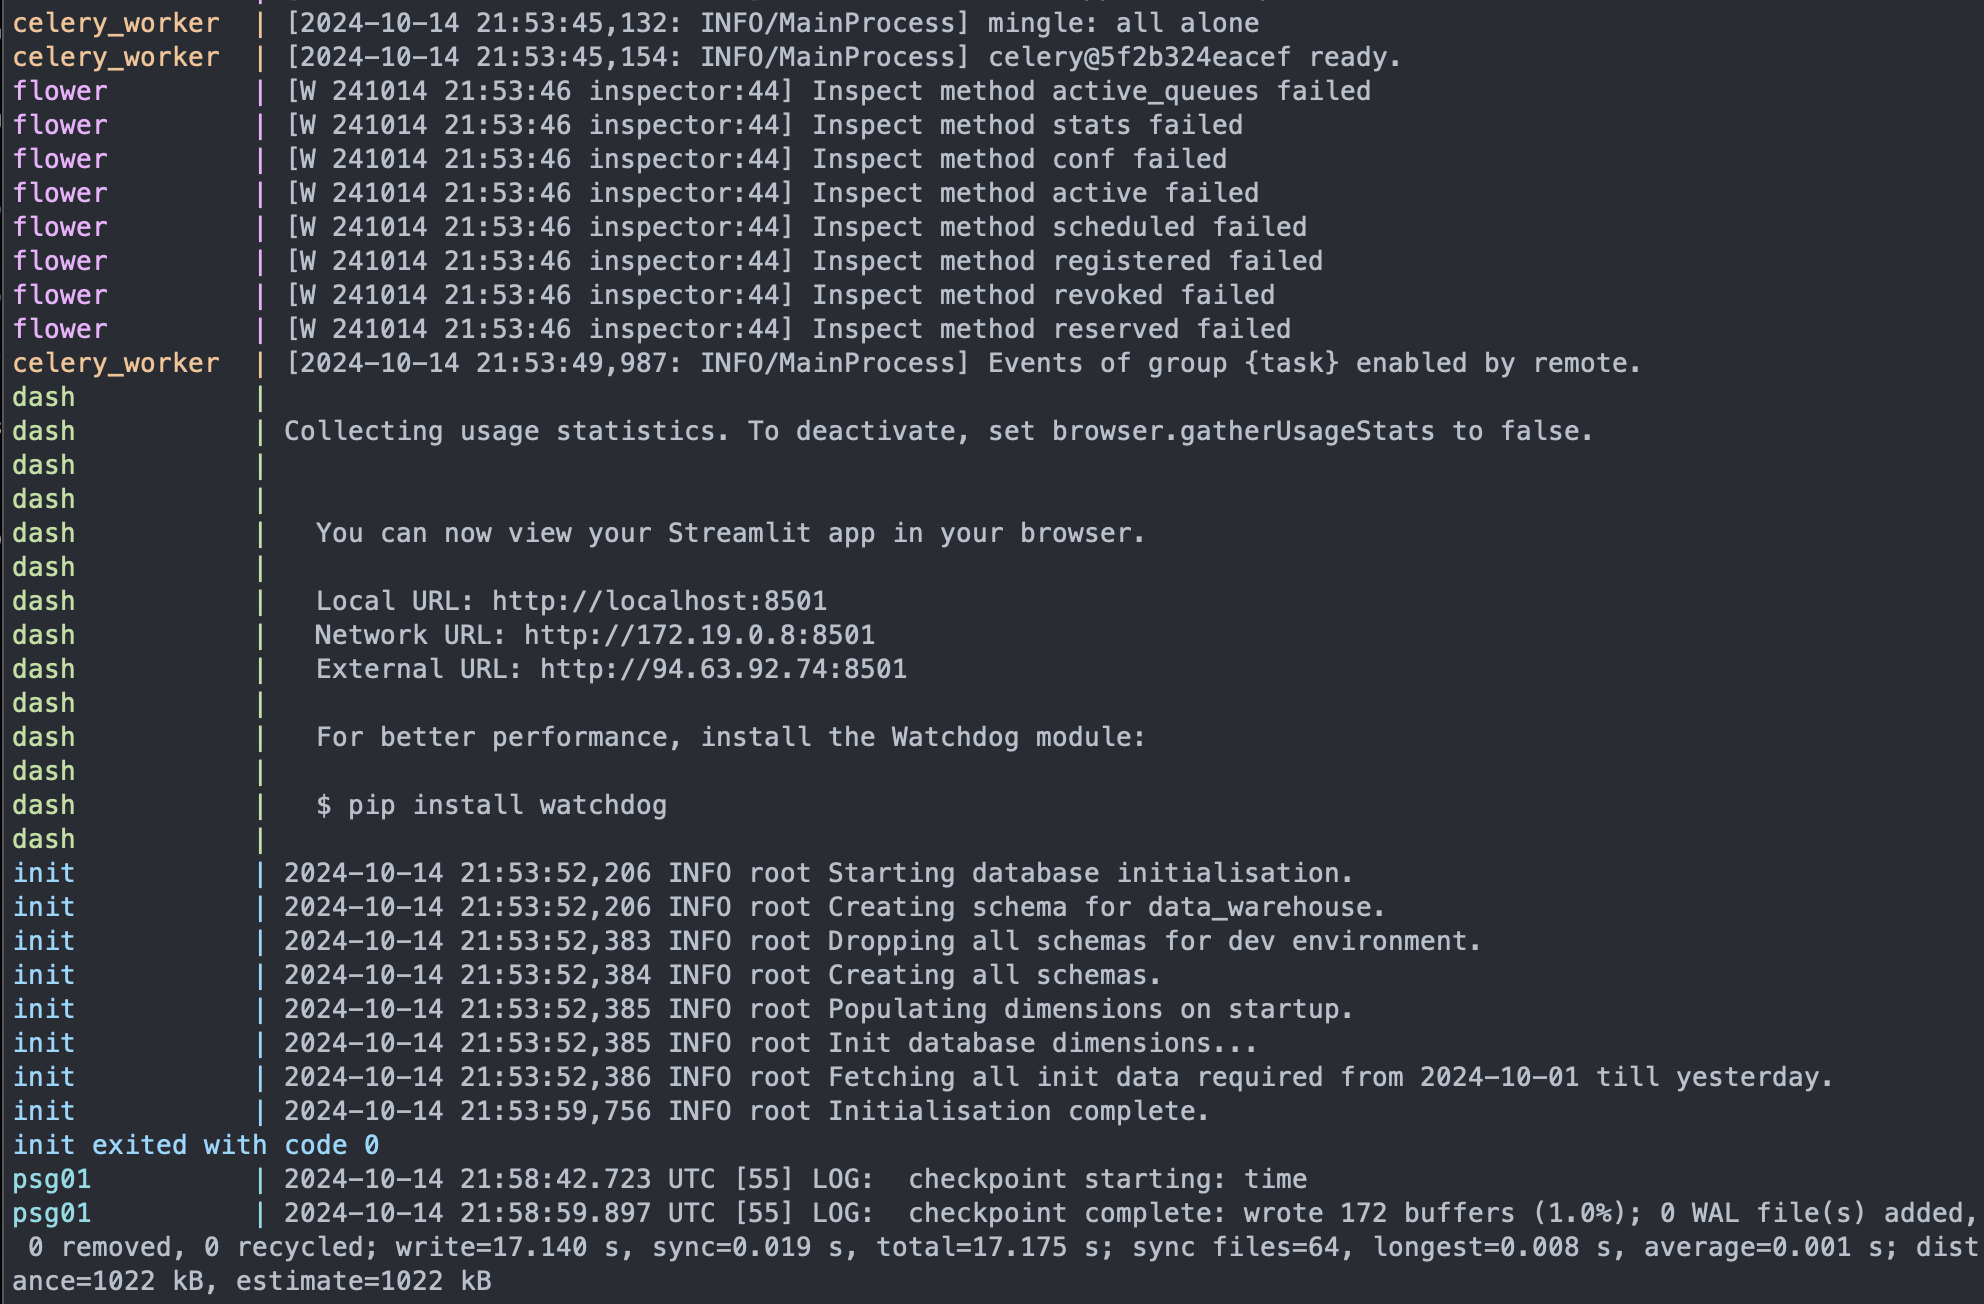 celery_worker  | [2024-10-14 21:53:45,132: INFO/MainProcess] mingle: all alone
celery_worker  | [2024-10-14 21:53:45,154: INFO/MainProcess] celery@5f2b324eacef ready.
flower         | [W 241014 21:53:46 inspector:44] Inspect method active_queues failed
flower         | [W 241014 21:53:46 inspector:44] Inspect method stats failed
flower         | [W 241014 21:53:46 inspector:44] Inspect method conf failed
flower         | [W 241014 21:53:46 inspector:44] Inspect method active failed
flower         | [W 241014 21:53:46 inspector:44] Inspect method scheduled failed
flower         | [W 241014 21:53:46 inspector:44] Inspect method registered failed
flower         | [W 241014 21:53:46 inspector:44] Inspect method revoked failed
flower         | [W 241014 21:53:46 inspector:44] Inspect method reserved failed
celery_worker  | [2024-10-14 21:53:49,987: INFO/MainProcess] Events of group {task} enabled by remote.
dash           |
dash           | Collecting usage statistics. To deactivate, set browser.gatherUsageStats to false.
dash           |
dash           |
dash           |   You can now view your Streamlit app in your browser.
dash           |
dash           |   Local URL: http://localhost:8501
dash           |   Network URL: http://172.19.0.8:8501
dash           |   External URL: http://94.63.92.74:8501
dash           |
dash           |   For better performance, install the Watchdog module:
dash           |
dash           |   $ pip install watchdog
dash           |
init           | 2024-10-14 21:53:52,206 INFO root Starting database initialisation.
init           | 2024-10-14 21:53:52,206 INFO root Creating schema for data_warehouse.
init           | 2024-10-14 21:53:52,383 INFO root Dropping all schemas for dev environment.
init           | 2024-10-14 21:53:52,384 INFO root Creating all schemas.
init           | 2024-10-14 21:53:52,385 INFO root Populating dimensions on startup.
init           | 2024-10-14 21:53:52,385 INFO root Init database dimensions...
init           | 2024-10-14 21:53:52,386 INFO root Fetching all init data required from 2024-10-01 till yesterday.
init           | 2024-10-14 21:53:59,756 INFO root Initialisation complete.
init exited with code 0
psg01          | 2024-10-14 21:58:42.723 UTC [55] LOG:  checkpoint starting: time
psg01          | 2024-10-14 21:58:59.897 UTC [55] LOG:  checkpoint complete: wrote 172 buffers (1.0%); 0 WAL file(s) added,
 0 removed, 0 recycled; write=17.140 s, sync=0.019 s, total=17.175 s; sync files=64, longest=0.008 s, average=0.001 s; dist
ance=1022 kB, estimate=1022 kB